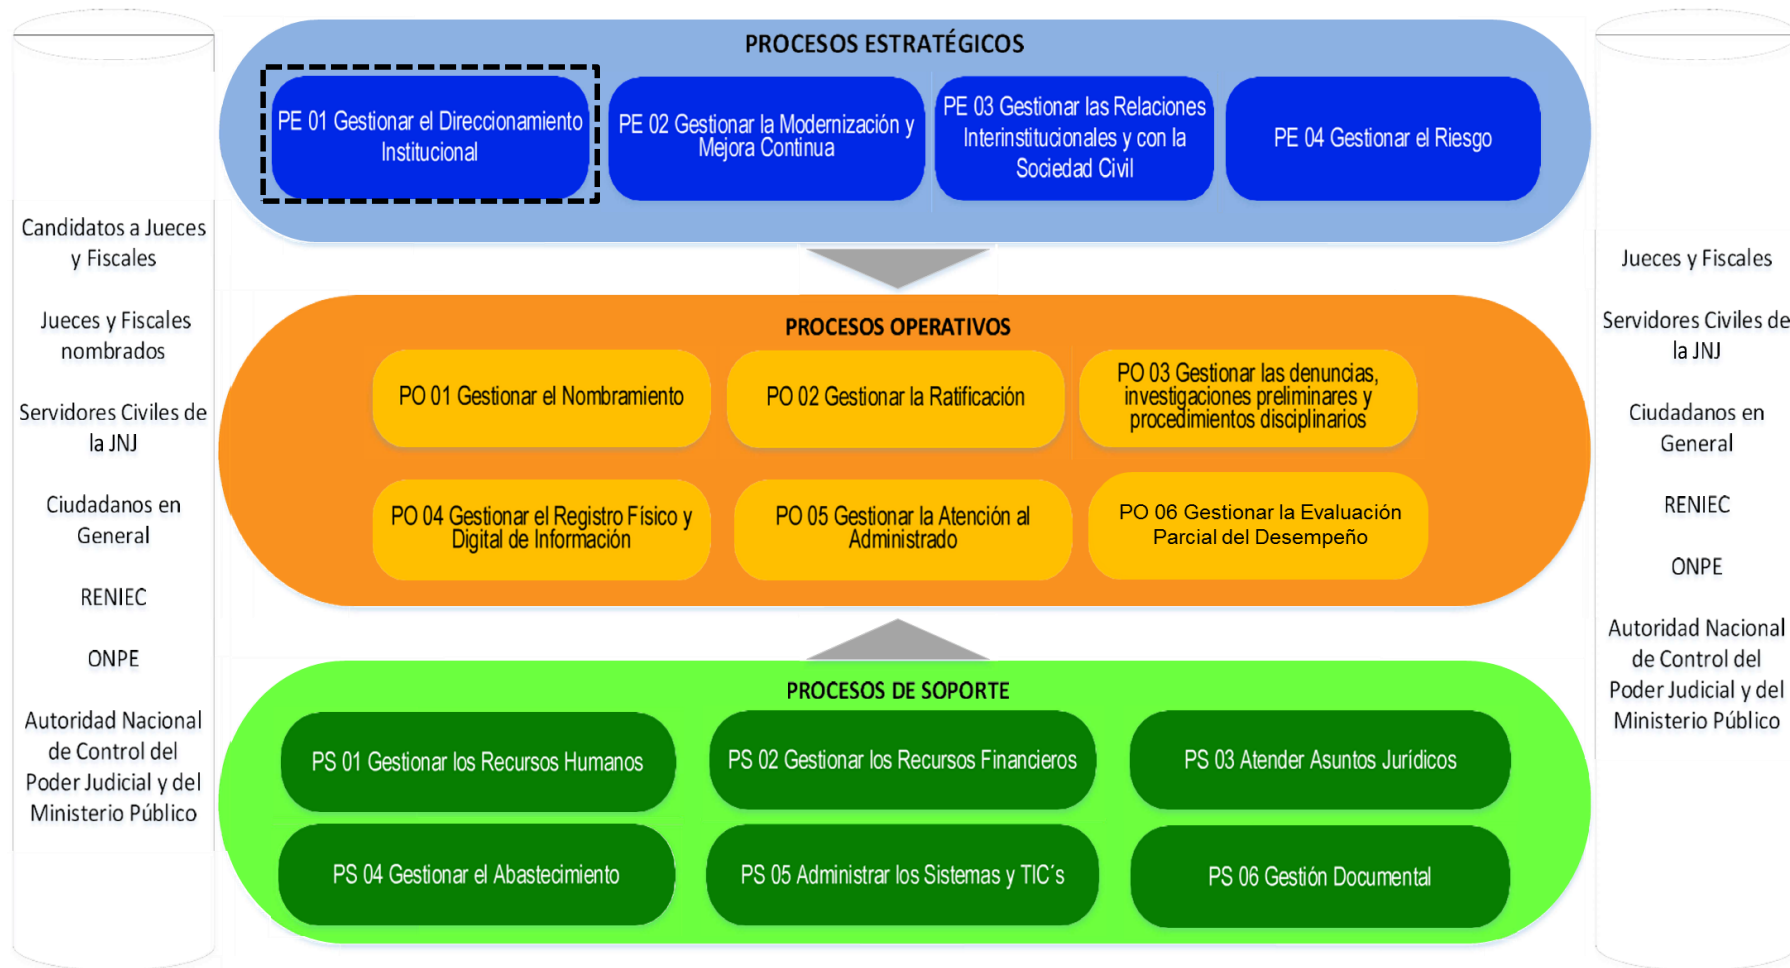 PROCESOS ESTRATÉGICOS
PE 01 Gestionar el Direccionamiento
Institucional
PE 02 Gestionar la Modernización y
Mejora Continua
PE 03 Gestionar las Relaciones
Interinstitucionales y con la
Sociedad Civil
PE 04 Gestionar el Riesgo
Candidatos a Jueces
y Fiscales
Jueces y Fiscales
nombrados
Servidores Civiles de
la JNJ
Ciudadanos en
General
RENIEC
ONPE
Autoridad Nacional
de Control del
Poder Judicial y del
Ministerio Público
PROCESOS OPERATIVOS
PO 01 Gestionar el Nombramiento
PO 02 Gestionar la Ratificación
PO 03 Gestionar las denuncias,
investigaciones preliminares y
procedimientos disciplinarios
PO 04 Gestionar el Registro Físico y
Digital de Información
PO 05 Gestionar la Atención al
Administrado
PO 06 Gestionar la Evaluación
Parcial del Desempeño
PROCESOS DE SOPORTE
PS 01 Gestionar los Recursos Humanos
PS 02 Gestionar los Recursos Financieros
PS 03 Atender Asuntos Jurídicos
PS 04 Gestionar el Abastecimiento
PS 05 Administrar los Sistemas y TIC´s
PS 06 Gestión Documental
Jueces y Fiscales
Servidores Civiles de
la JNJ
Ciudadanos en
General
RENIEC
ONPE
Autoridad Nacional
de Control del
Poder Judicial y del
Ministerio Público